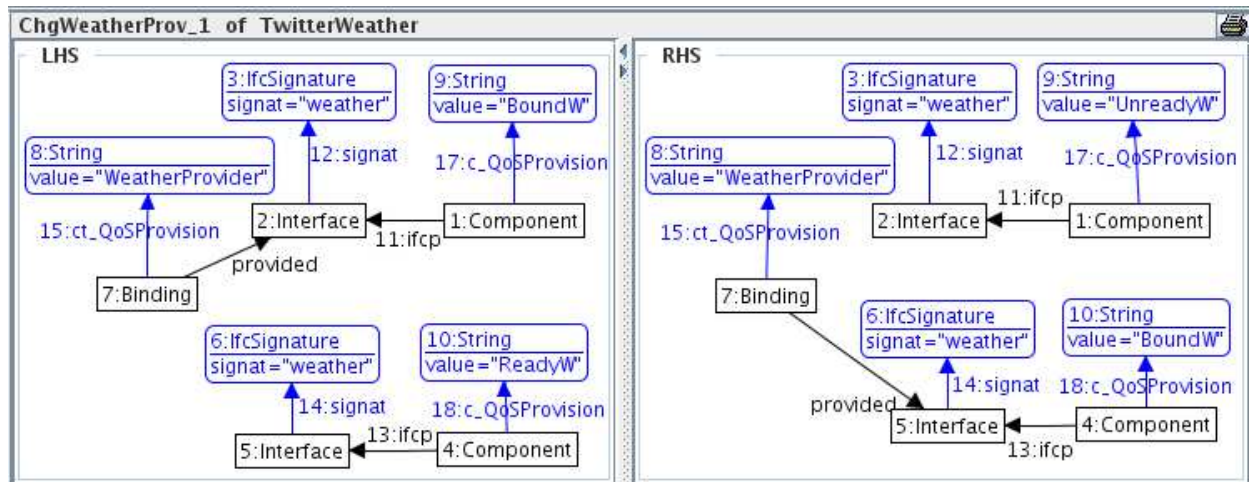 ChgWeatherProv_1 of TwitterWeather
LHS
3:IfcSignature
signat="weather"
9:String
value="BoundW"
8:String
value="WeatherProvider"
12:signat
17:c_QoSProvision
15:ct_QoSProvision
2:Interface
1:Component
11:ifcp
provided
7:Binding
6:IfcSignature
signat="weather"
10:String
value="ReadyW"
14:signat
18:c_QoSProvision
13:ifcp
5:Interface
4:Component
RHS
3:IfcSignature
signat="weather"
9:String
value="UnreadyW"
8:String
value="WeatherProvider"
12:signat
17:c_QoSProvision
11:ifcp
15:ct_QoSProvision
2:Interface
1:Component
7:Binding
6:IfcSignature
signat="weather"
10:String
value="BoundW"
14:signat
18:c_QoSProvision
provided
5:Interface
4:Component
13:ifcp